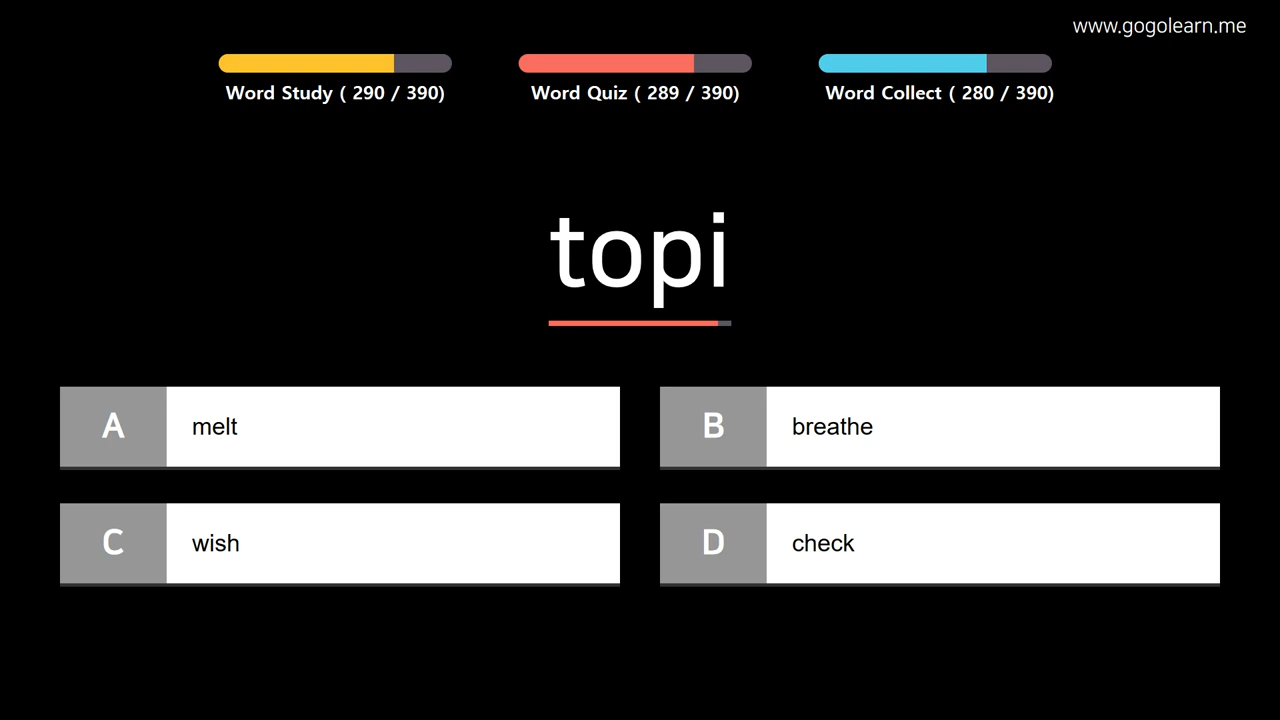 www.gogolearn.me
Word Study ( 290 / 390)
Word Quiz ( 289 / 390)
Word Collect ( 280 / 390)
topi
A melt
B breathe
C wish
D check